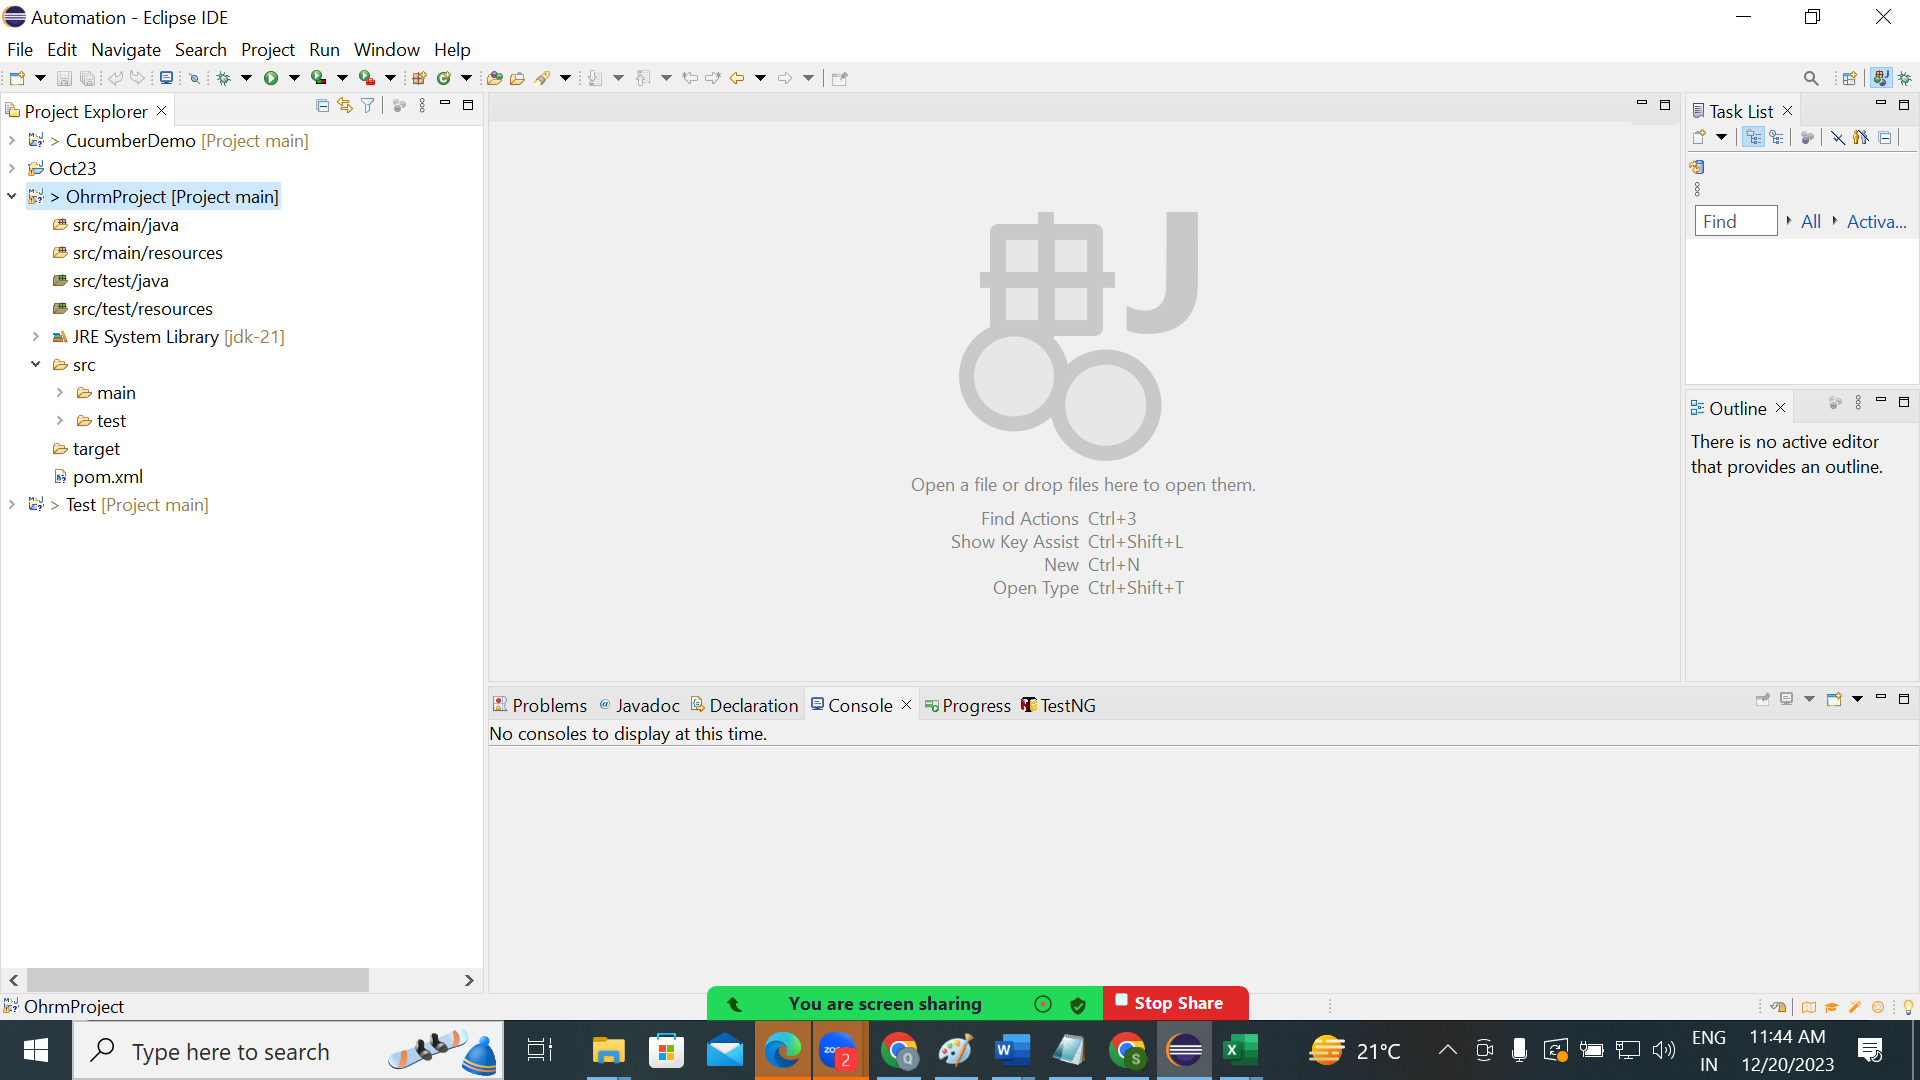 Automation - Eclipse IDE
File Edit Navigate Search Project Run Window Help
Project Explorer
> CucumberDemo [Project main]
Oct23
> OhrmProject [Project main]
src/main/java
src/main/resources
src/test/java
src/test/resources
JRE System Library [jdk-21]
src
main
test
target
pom.xml
> Test [Project main]
Open a file or drop files here to open them.
Find Actions Ctrl+3
Show Key Assist Ctrl+Shift+L
New Ctrl+N
Open Type Ctrl+Shift+T
Task List
Find All Activa...
Outline
There is no active editor
that provides an outline.
Problems Javadoc Declaration Console Progress TestNG
No consoles to display at this time.
OhrmProject
You are screen sharing Stop Share
Type here to search
zoom 2
21°C
ENG
IN
11:44 AM
12/20/2023